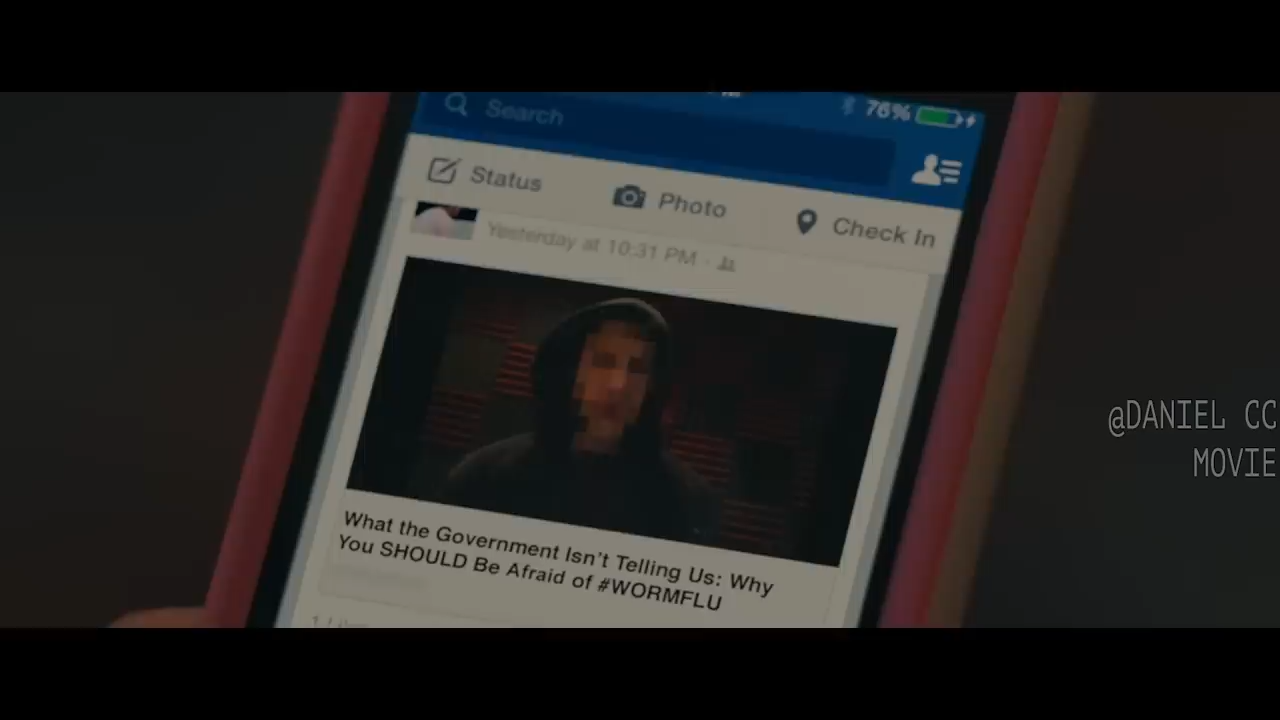 Search
76%
Status
Photo
Check In
Yesterday at 10:31 PM
What the Government Isn't Telling Us: Why
You SHOULD Be Afraid of #WORMFLU
@DANIEL CC
MOVIE